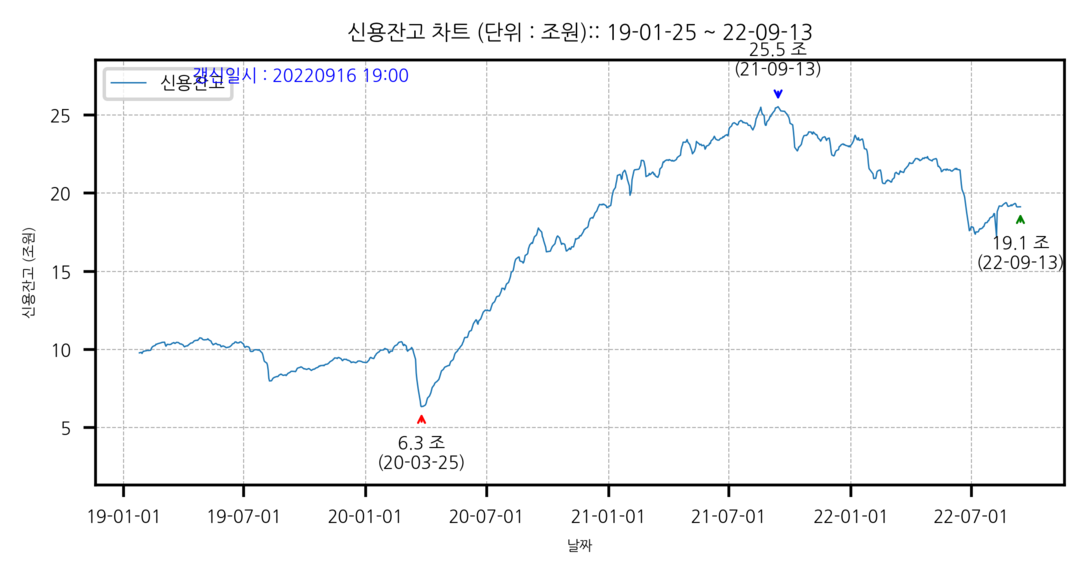 신용잔고 차트 (단위 : 조원):: 19-01-25 ~ 22-09-13
25.5 조
(21-09-13)
갱신일시 : 20220916 19:00
신용잔고
25
20
15
10
5
신용잔고 (조원)
19.1 조
(22-09-13)
6.3 조
(20-03-25)
19-01-01 19-07-01 20-01-01 20-07-01 21-01-01 21-07-01 22-01-01 22-07-01
날짜